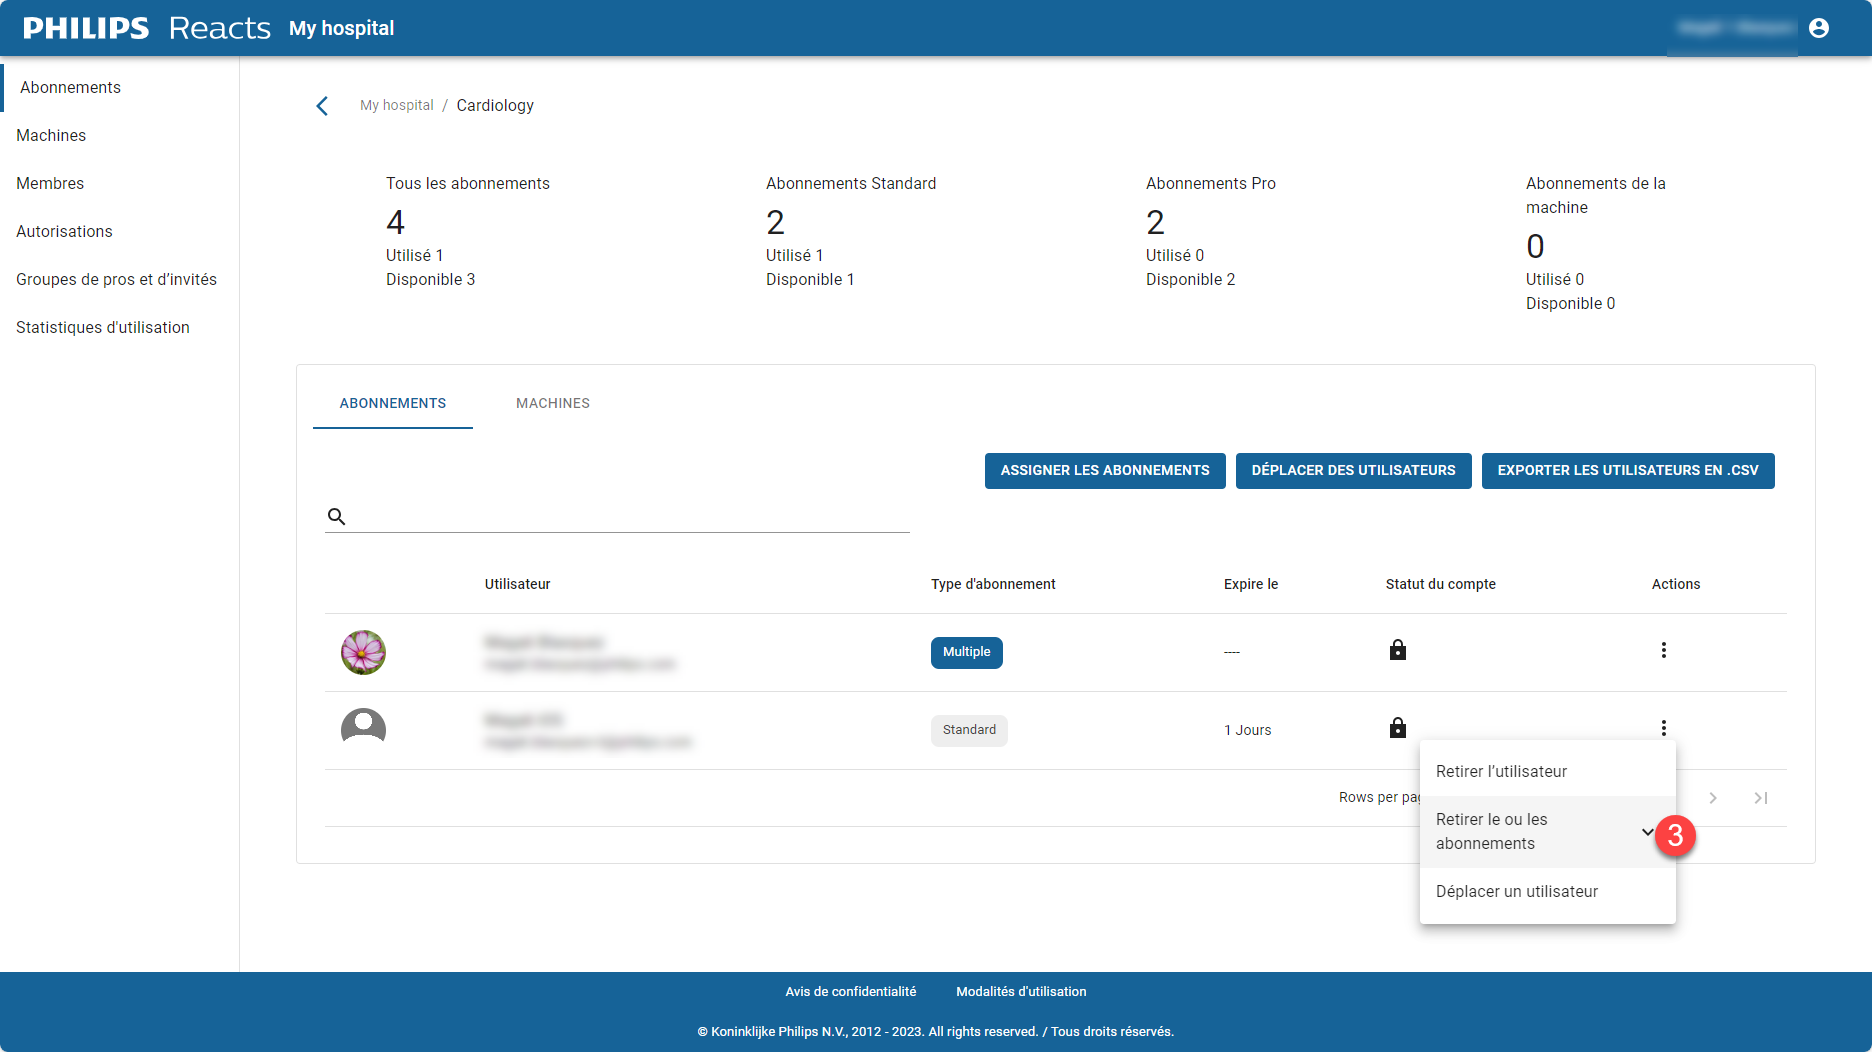 PHILIPS Reacts My hospital
Abonnements
Machines
Membres
Autorisations
Groupes de pros et d’invités
Statistiques d'utilisation
My hospital / Cardiology
Tous les abonnements
4
Utilisé 1
Disponible 3
Abonnements Standard
2
Utilisé 1
Disponible 1
Abonnements Pro
2
Utilisé 0
Disponible 2
Abonnements de la
machine
0
Utilisé 0
Disponible 0
ABONNEMENTS MACHINES
ASSIGNER LES ABONNEMENTS DÉPLACER DES UTILISATEURS EXPORTER LES UTILISATEURS EN .CSV
Utilisateur Type d'abonnement Expire le Statut du compte Actions
Multiple ----
Standard 1 Jours
Rows per
Retirer l’utilisateur
Retirer le ou les
abonnements
3
Déplacer un utilisateur
Avis de confidentialité Modalités d'utilisation
© Koninklijke Philips N.V., 2012 - 2023. All rights reserved. / Tous droits réservés.